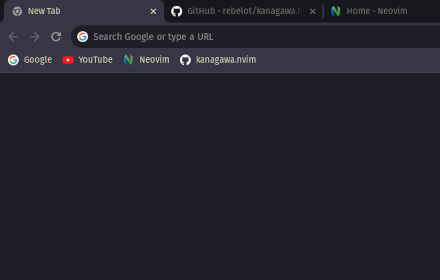 New Tab GitHub - rebelot/kanagawa.n Home - Neovim
Search Google or type a URL
Google YouTube Neovim kanagawa.nvim